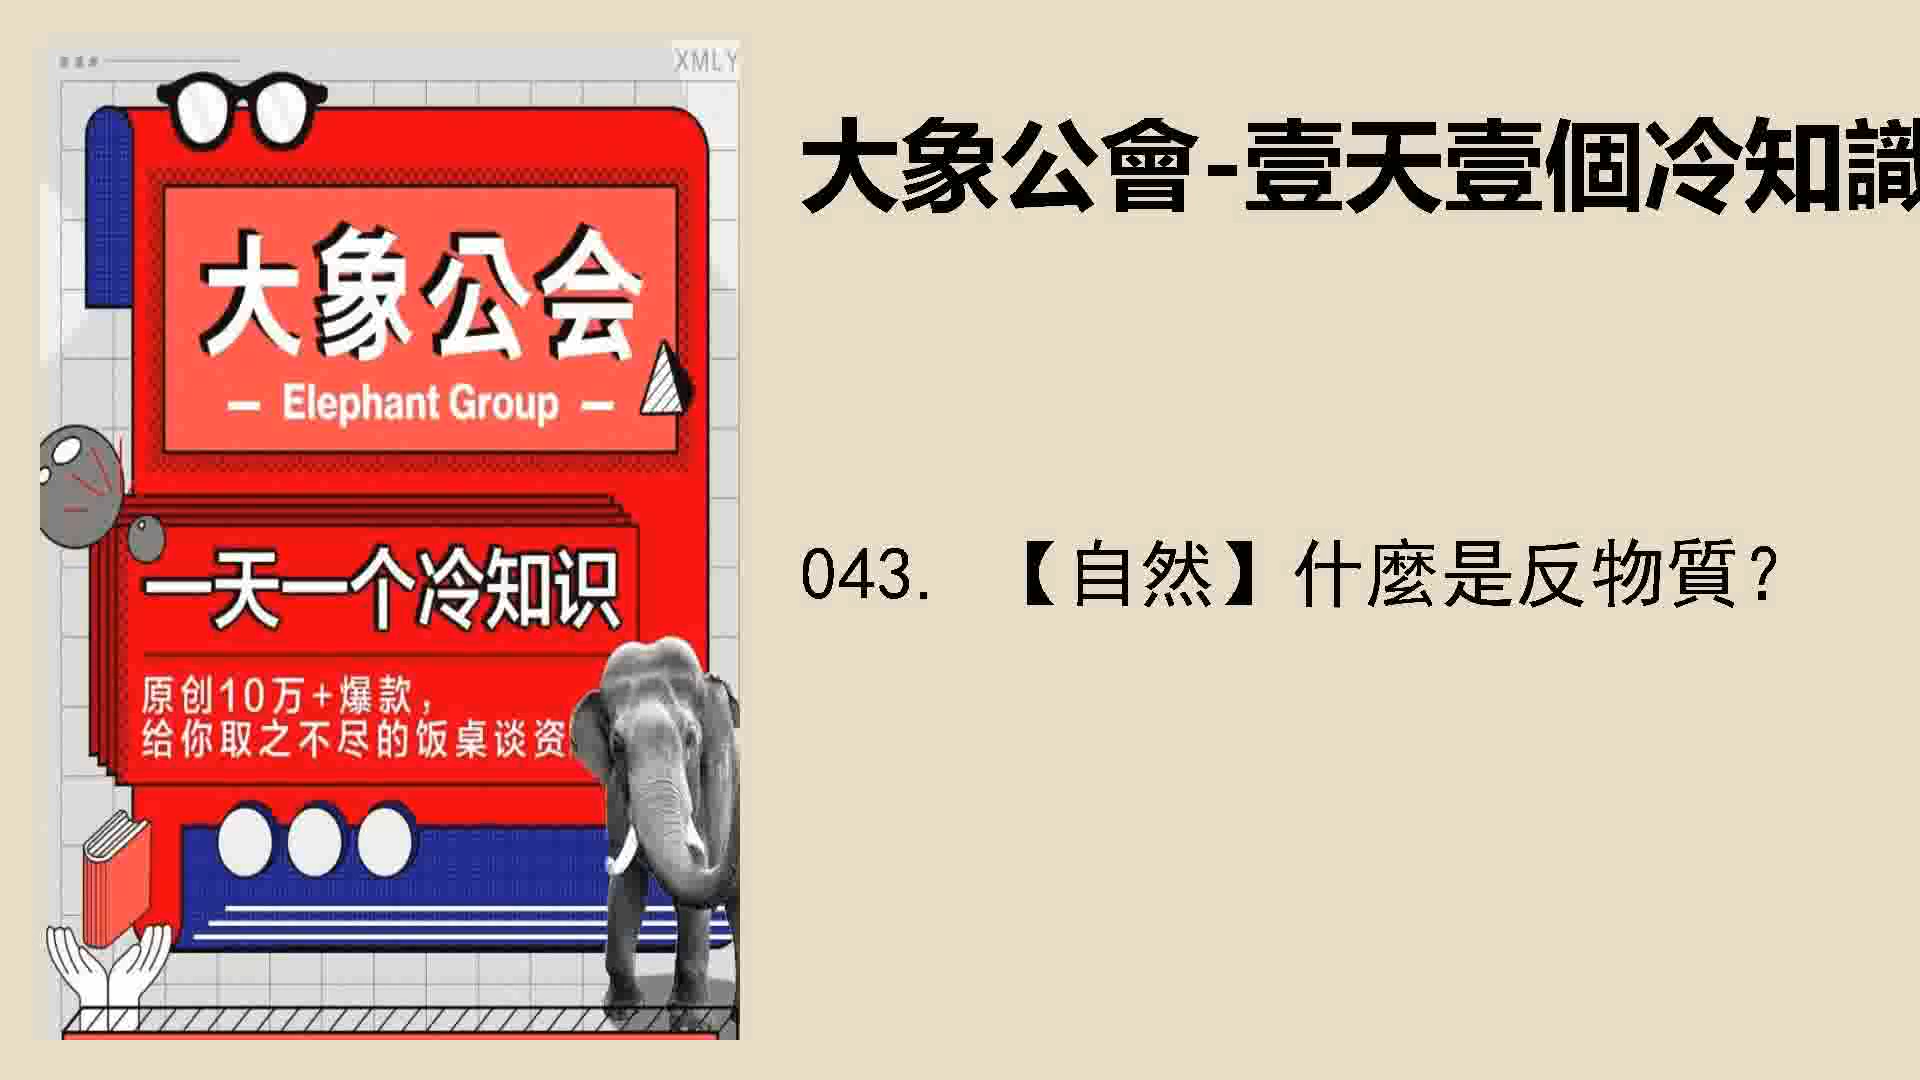 XMLY
大象公会
Elephant Group
一天一个冷知识
原创10万+爆款，
给你取之不尽的饭桌谈资
大象公會-壹天壹個冷知識
043. 【自然】什麼是反物質？